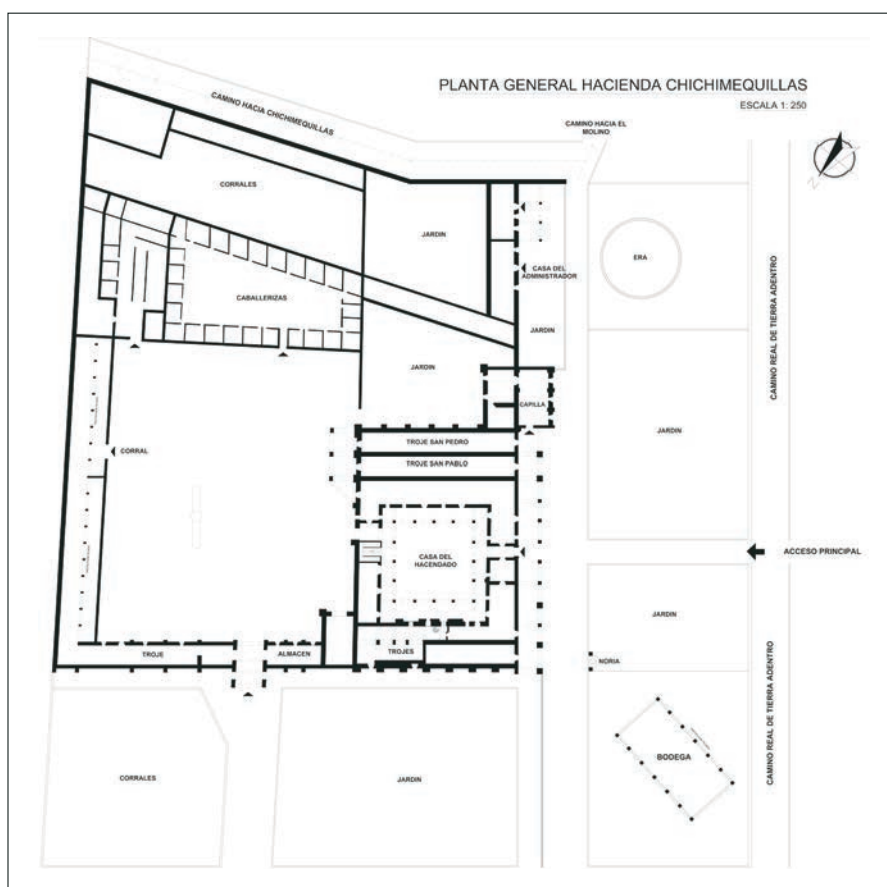 PLANTA GENERAL HACIENDA CHICHIMEQUILLAS
ESCALA 1: 250
CAMINO HACIA CHICHIMEQUILLAS
CAMINO HACIA EL
MOLINO
N
CORRALES
JARDIN
ERA
CASA DEL
ADMINISTRADOR
CAMINO REAL DE TIERRA ADENTRO
CABALLERIZAS
JARDIN
JARDIN
CAPILLA
JARDIN
TROJE SAN PEDRO
TROJE SAN PABLO
CORRAL
CASA DEL
HACENDADO
ACCESO PRINCIPAL
JARDIN
TROJE
ALMACEN
TROJES
NORIA
CAMINO REAL DE TIERRA ADENTRO
BODEGA
CORRALES
JARDIN